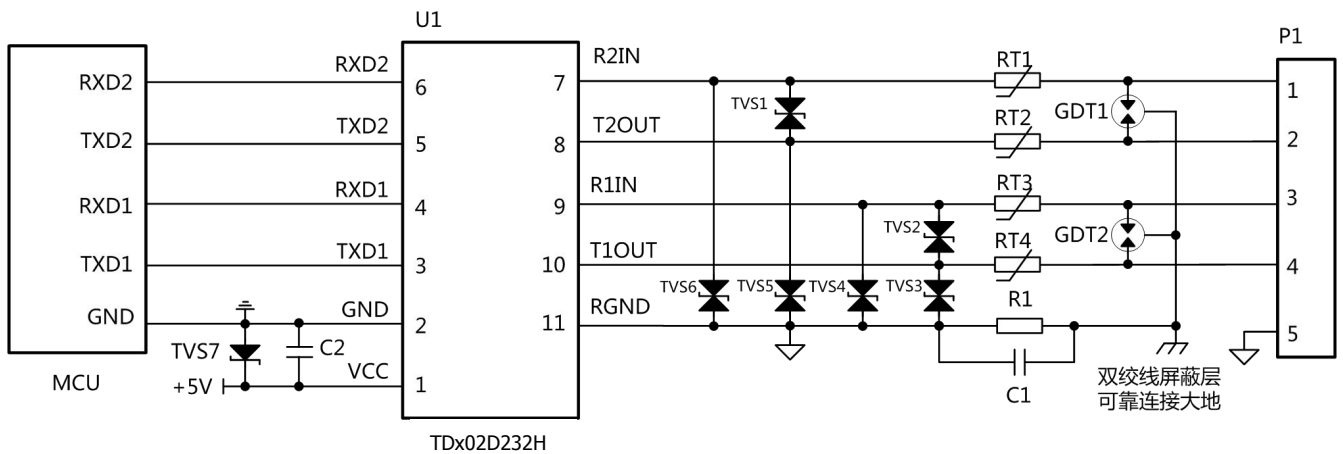 U1
P1
RXD2
RXD2
6
7
R2IN
RT1
1
TVS1
GDT1
TXD2
TXD2
5
8
T2OUT
RT2
2
RXD1
RXD1
4
9
R1IN
RT3
3
TVS2
GDT2
TXD1
TXD1
3
10
T1OUT
RT4
4
TVS6
TVS5
TVS4
TVS3
GND
GND
2
11
RGND
R1
5
TVS7
C2
+5V
VCC
1
C1
MCU
双绞线屏蔽层
可靠连接大地
TDx02D232H